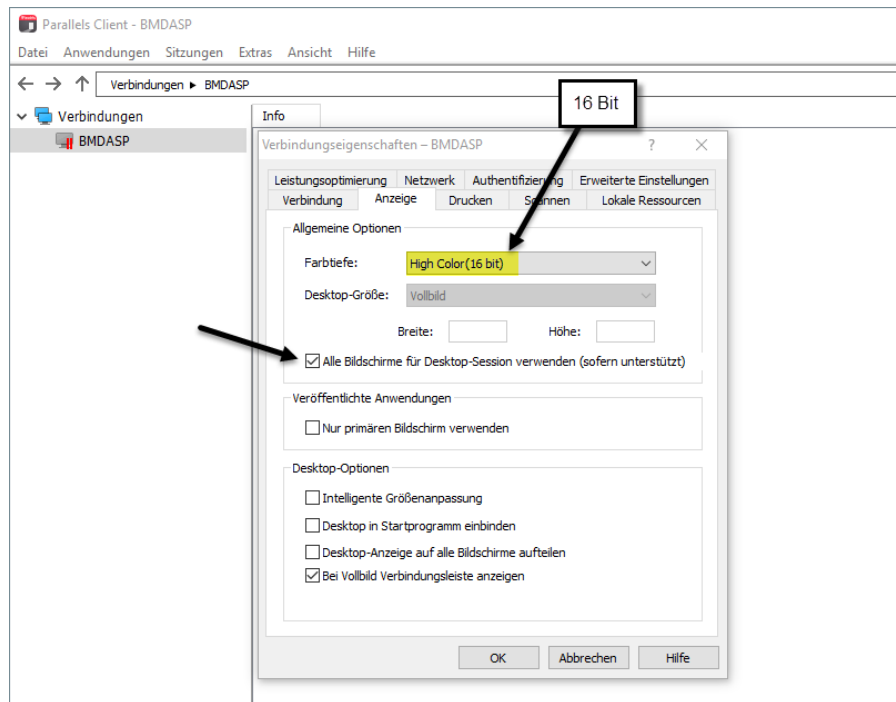 Parallels Client - BMDASP
Datei Anwendungen Sitzungen Extras Ansicht Hilfe
Verbindungen ▸ BMDASP
Verbindungen
BMDASP
Info
16 Bit
Verbindungseigenschaften – BMDASP ?
Leistungsoptimierung Netzwerk Authentifizierung Erweiterte Einstellungen
Verbindung Anzeige Drucken Scannen Lokale Ressourcen
Allgemeine Optionen
Farbtiefe: High Color(16 bit)
Desktop-Größe: Vollbild
Breite: Höhe:
Alle Bildschirme für Desktop-Session verwenden (sofern unterstützt)
Veröffentlichte Anwendungen
Nur primären Bildschirm verwenden
Desktop-Optionen
Intelligente Größenanpassung
Desktop in Startprogramm einbinden
Desktop-Anzeige auf alle Bildschirme aufteilen
Bei Vollbild Verbindungsleiste anzeigen
OK Abbrechen Hilfe